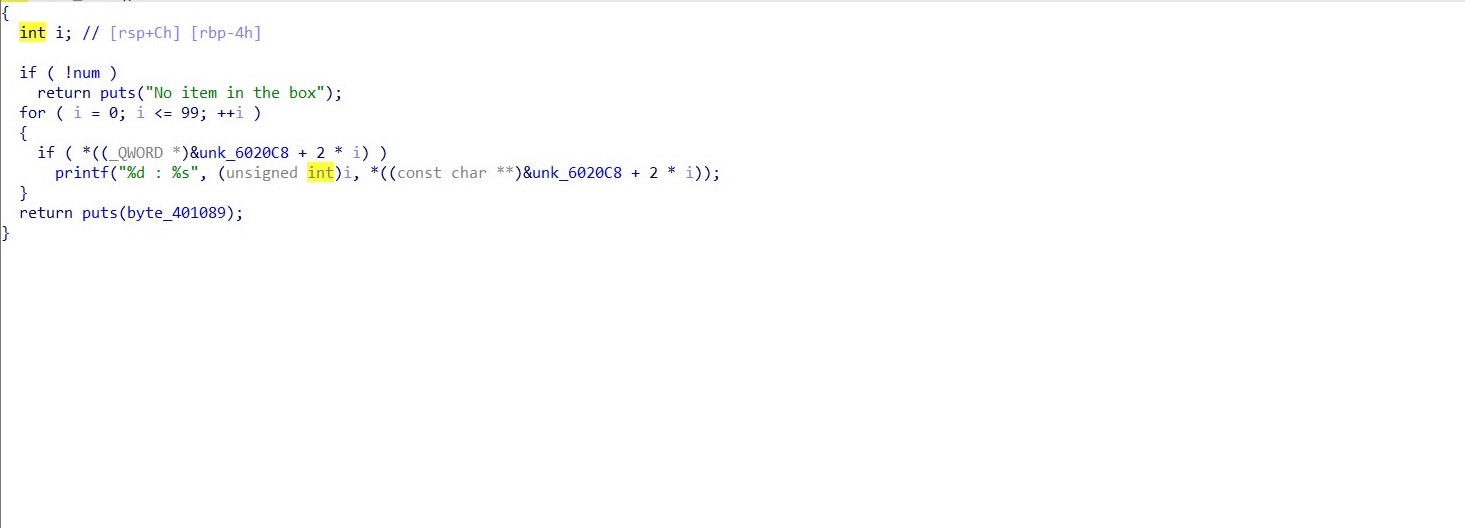 {
int i; // [rsp+Ch] [rbp-4h]
if ( !num )
return puts("No item in the box");
for ( i = 0; i <= 99; ++i )
{
if ( *((_QWORD *)&unk_6020C8 + 2 * i) )
printf("%d : %s", (unsigned int)i, *((const char **)&unk_6020C8 + 2 * i));
}
return puts(byte_401089);
}